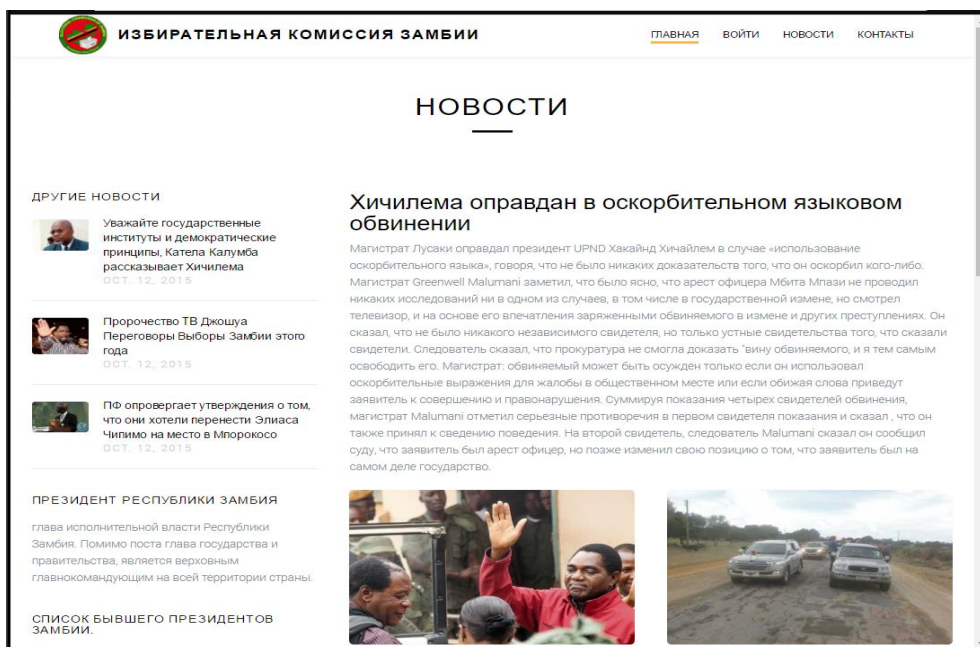 ИЗБИРАТЕЛЬНАЯ КОМИССИЯ ЗАМБИИ
ГЛАВНАЯ ВОЙТИ НОВОСТИ КОНТАКТЫ
НОВОСТИ
ДРУГИЕ НОВОСТИ
Уважайте государственные
институты и демократические
принципы, Катела Калумба
рассказывает Хичилема
OCT. 12, 2015
Пророчество ТВ Джошуа
Переговоры Выборы Замбии этого
года
OCT. 12, 2015
ПФ опровергает утверждения о том,
что они хотели перенести Элиаса
Чипимо на место в Мпорокосо
OCT. 12, 2015
ПРЕЗИДЕНТ РЕСПУБЛИКИ ЗАМБИЯ
глава исполнительной власти Республики
Замбия. Помимо поста глава государства и
правительства, является верховным
главнокомандующим на всей территории страны.
СПИСОК БЫВШЕГО ПРЕЗИДЕНТОВ
ЗАМБИИ.
Хичилема оправдан в оскорбительном языковом
обвинении
Магистрат Лусаки оправдал президент UPND Хакайнд Хичайлем в случае «использование
оскорбительного языка», говоря, что не было никаких доказательств того, что он оскорбил кого-либо.
Магистрат Greenwell Malumani заметил, что было ясно, что арест офицера Мбита Мпази не проводил
никаких исследований ни в одном из случаев, в том числе в государственной измене, но смотрел
телевизор, и на основе его впечатления заряженными обвиняемого в измене и других преступлениях. Он
сказал, что не было никакого независимого свидетеля, но только устные свидетельства того, что сказали
свидетели. Следователь сказал, что прокуратура не смогла доказать "вину обвиняемого, и я тем самым
освободить его. Магистрат: обвиняемый может быть осужден только если он использовал
оскорбительные выражения для жалобы в общественном месте или если обижая слова приведут
заявитель к совершению и правонарушения. Суммируя показания четырех свидетелей обвинения,
магистрат Malumani отметил серьезные противоречия в первом свидетеля показания и сказал , что он
также принял к сведению поведения. На второй свидетель, следователь Malumani сказал он сообщил
суду, что заявитель был арест офицер, но позже изменил свою позицию о том, что заявитель был на
самом деле государство.